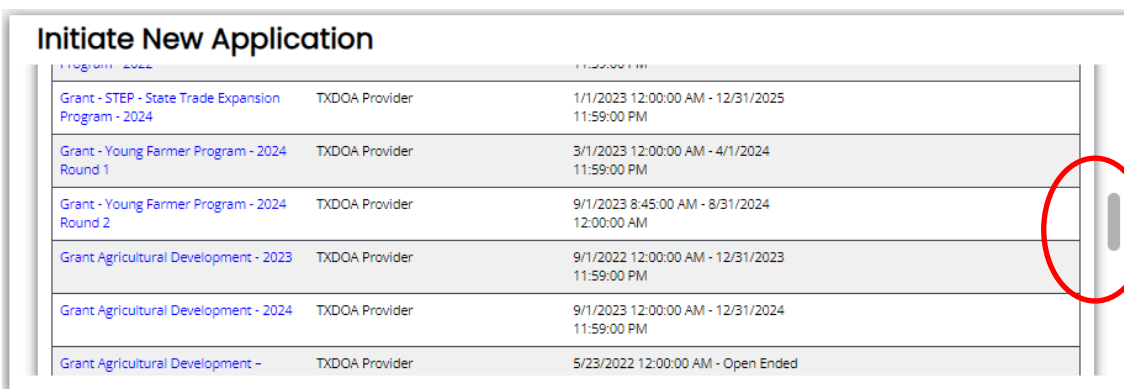 Initiate New Application
Program - 2022 11:59:00 PM
Grant - STEP - State Trade Expansion TXDOA Provider 1/1/2023 12:00:00 AM - 12/31/2025
Program - 2024 11:59:00 PM
Grant - Young Farmer Program - 2024 TXDOA Provider 3/1/2023 12:00:00 AM - 4/1/2024
Round 1 11:59:00 PM
Grant - Young Farmer Program - 2024 TXDOA Provider 9/1/2023 8:45:00 AM - 8/31/2024
Round 2 12:00:00 AM
Grant Agricultural Development - 2023 TXDOA Provider 9/1/2022 12:00:00 AM - 12/31/2023
11:59:00 PM
Grant Agricultural Development - 2024 TXDOA Provider 9/1/2023 12:00:00 AM - 12/31/2024
11:59:00 PM
Grant Agricultural Development – TXDOA Provider 5/23/2022 12:00:00 AM - Open Ended